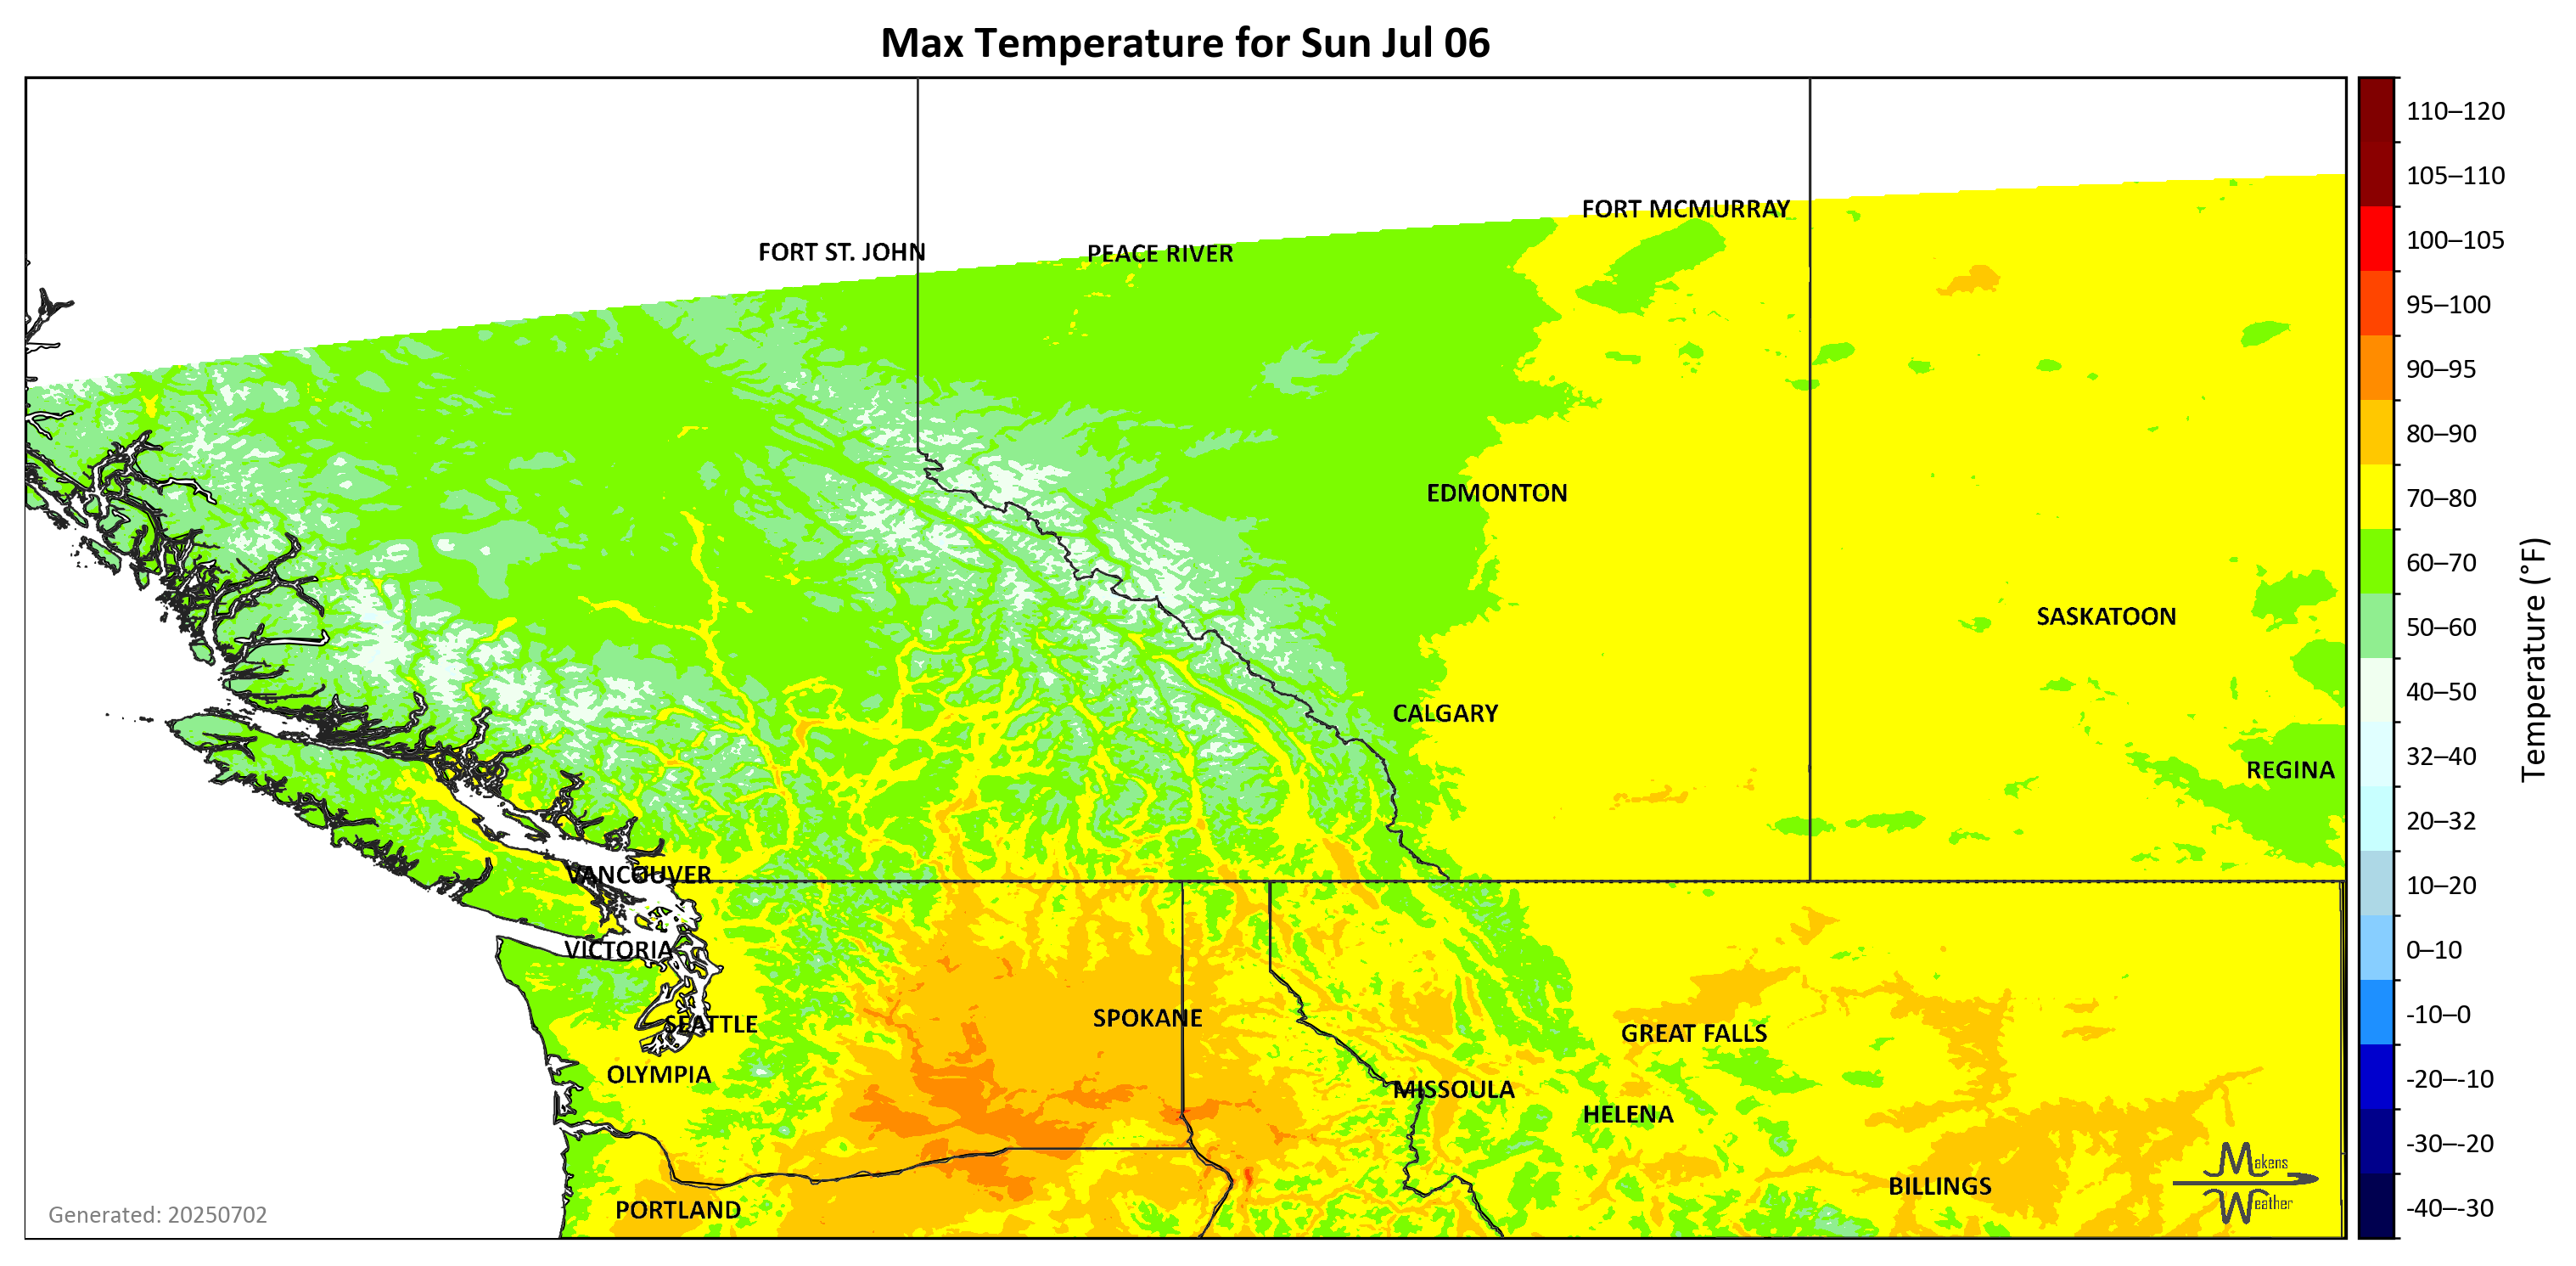 Max Temperature for Sun Jul 06
FORT MCMURRAY
FORT ST. JOHN
PEACE RIVER
EDMONTON
SASKATOON
CALGARY
REGINA
VANCOUVER
VICTORIA
SPOKANE
SEATTLE
GREAT FALLS
OLYMPIA
MISSOULA
HELENA
BILLINGS
PORTLAND
Makens
Weather
Generated: 20250702
110–120
105–110
100–105
95–100
90–95
80–90
70–80
60–70
50–60
40–50
32–40
20–32
10–20
0–10
-10–0
-20–-10
-30–-20
-40–-30
Temperature (°F)